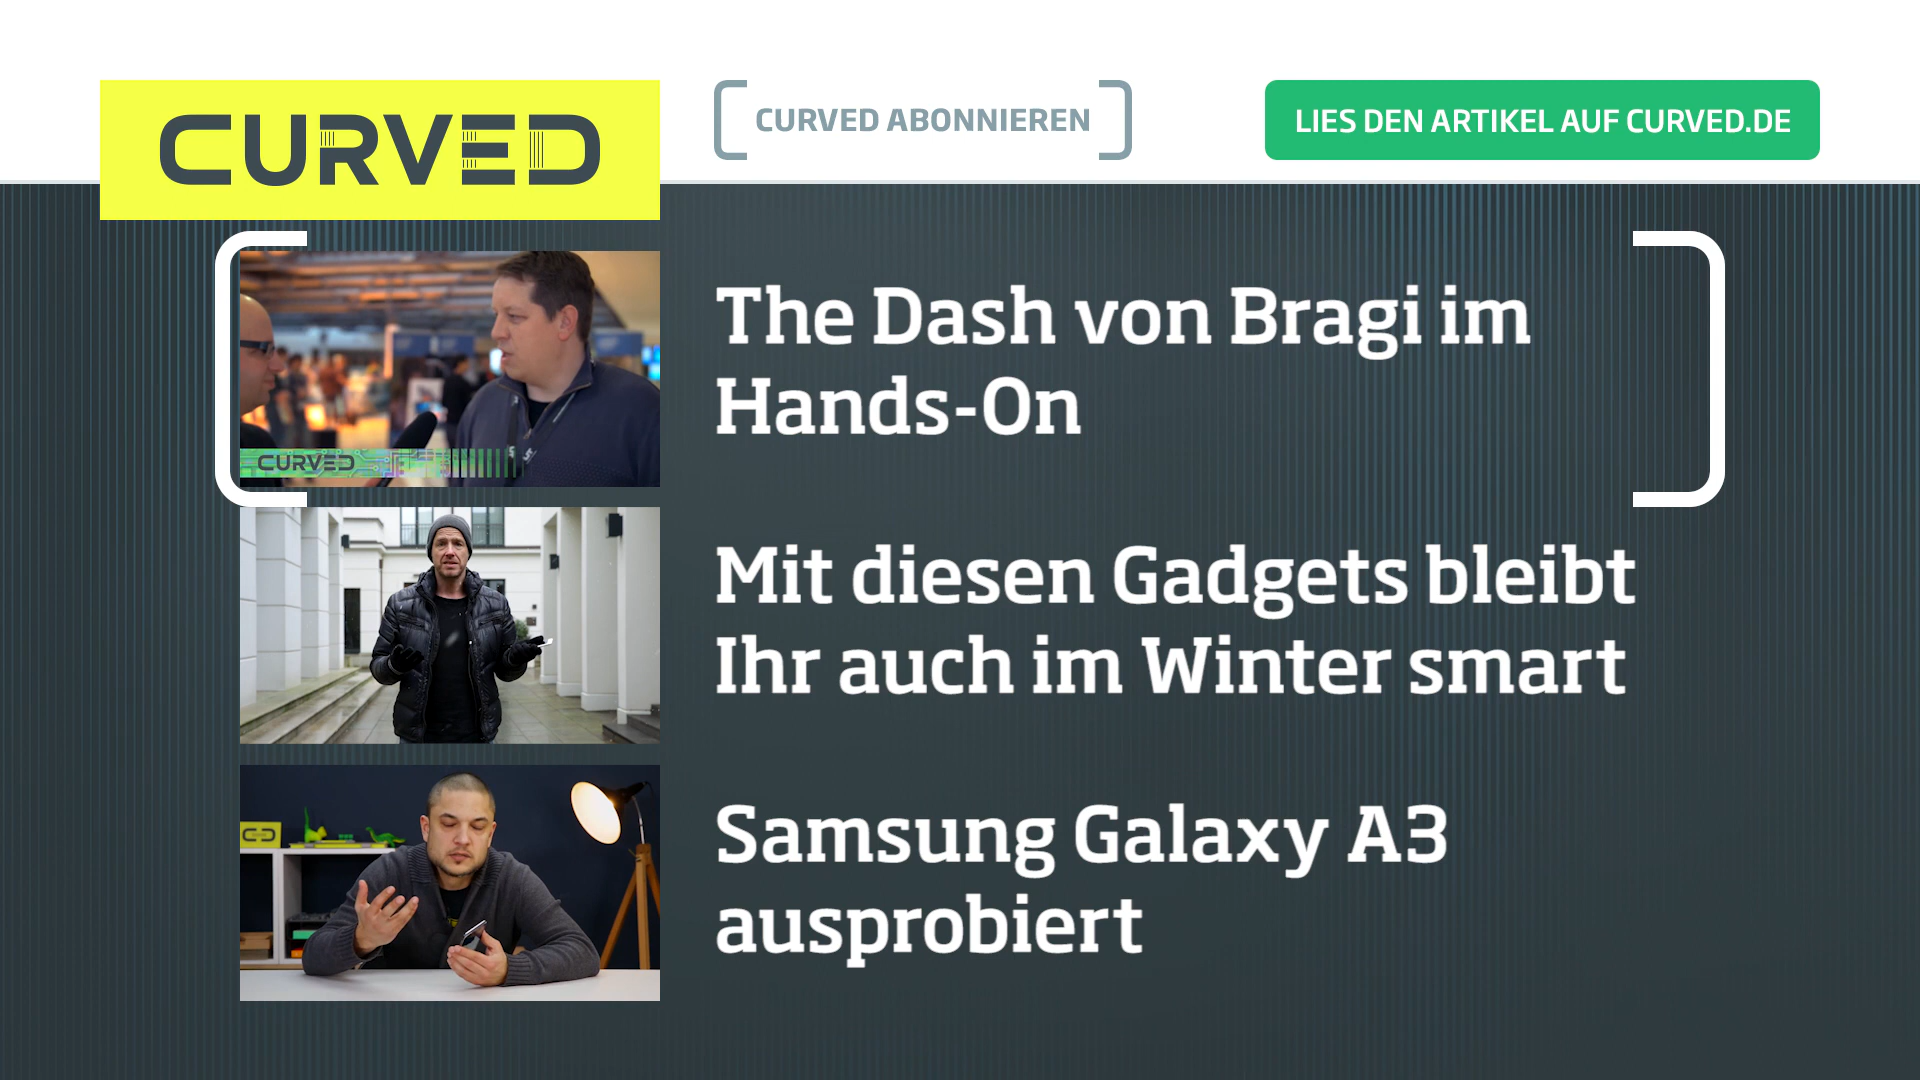 CURVED
CURVED ABONNIEREN
LIES DEN ARTIKEL AUF CURVED.DE
The Dash von Bragi im
Hands-On
CURVED
Mit diesen Gadgets bleibt
Ihr auch im Winter smart
Samsung Galaxy A3
ausprobiert